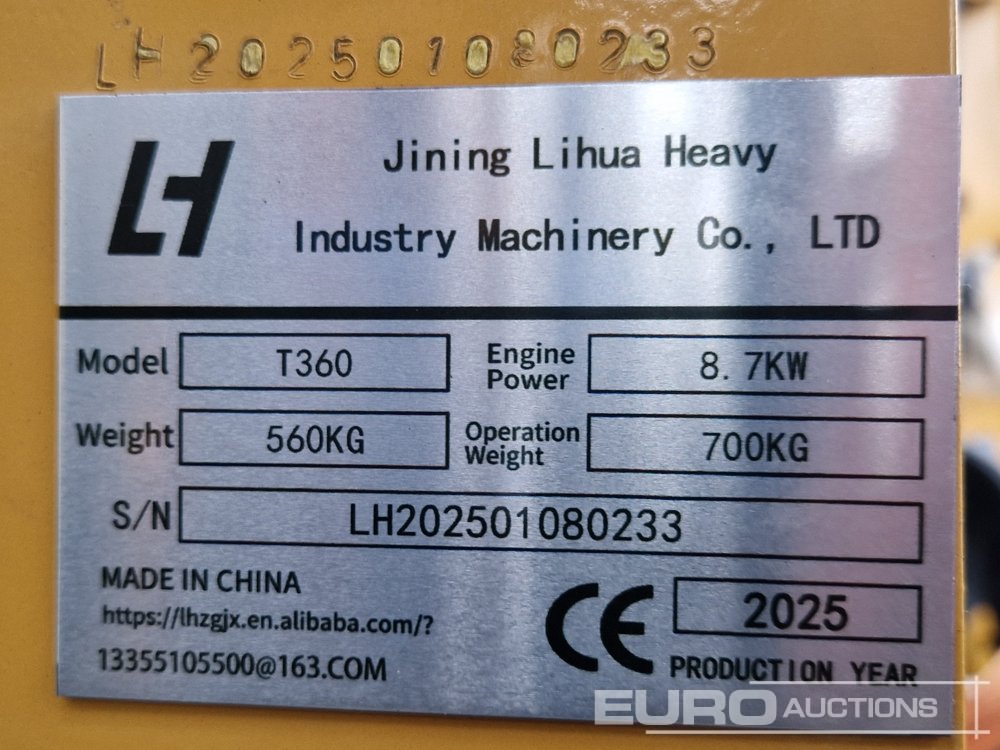 LH202501080233
LH
Jining Lihua Heavy
Industry Machinery Co., LTD
Model T360 Engine Power 8.7KW
Weight 560KG Operation Weight 700KG
S/N LH202501080233
MADE IN CHINA
https://lhzgjx.en.alibaba.com/?
13355105500@163.COM
CE 2025
PRODUCTION YEAR
EURO AUCTIONS